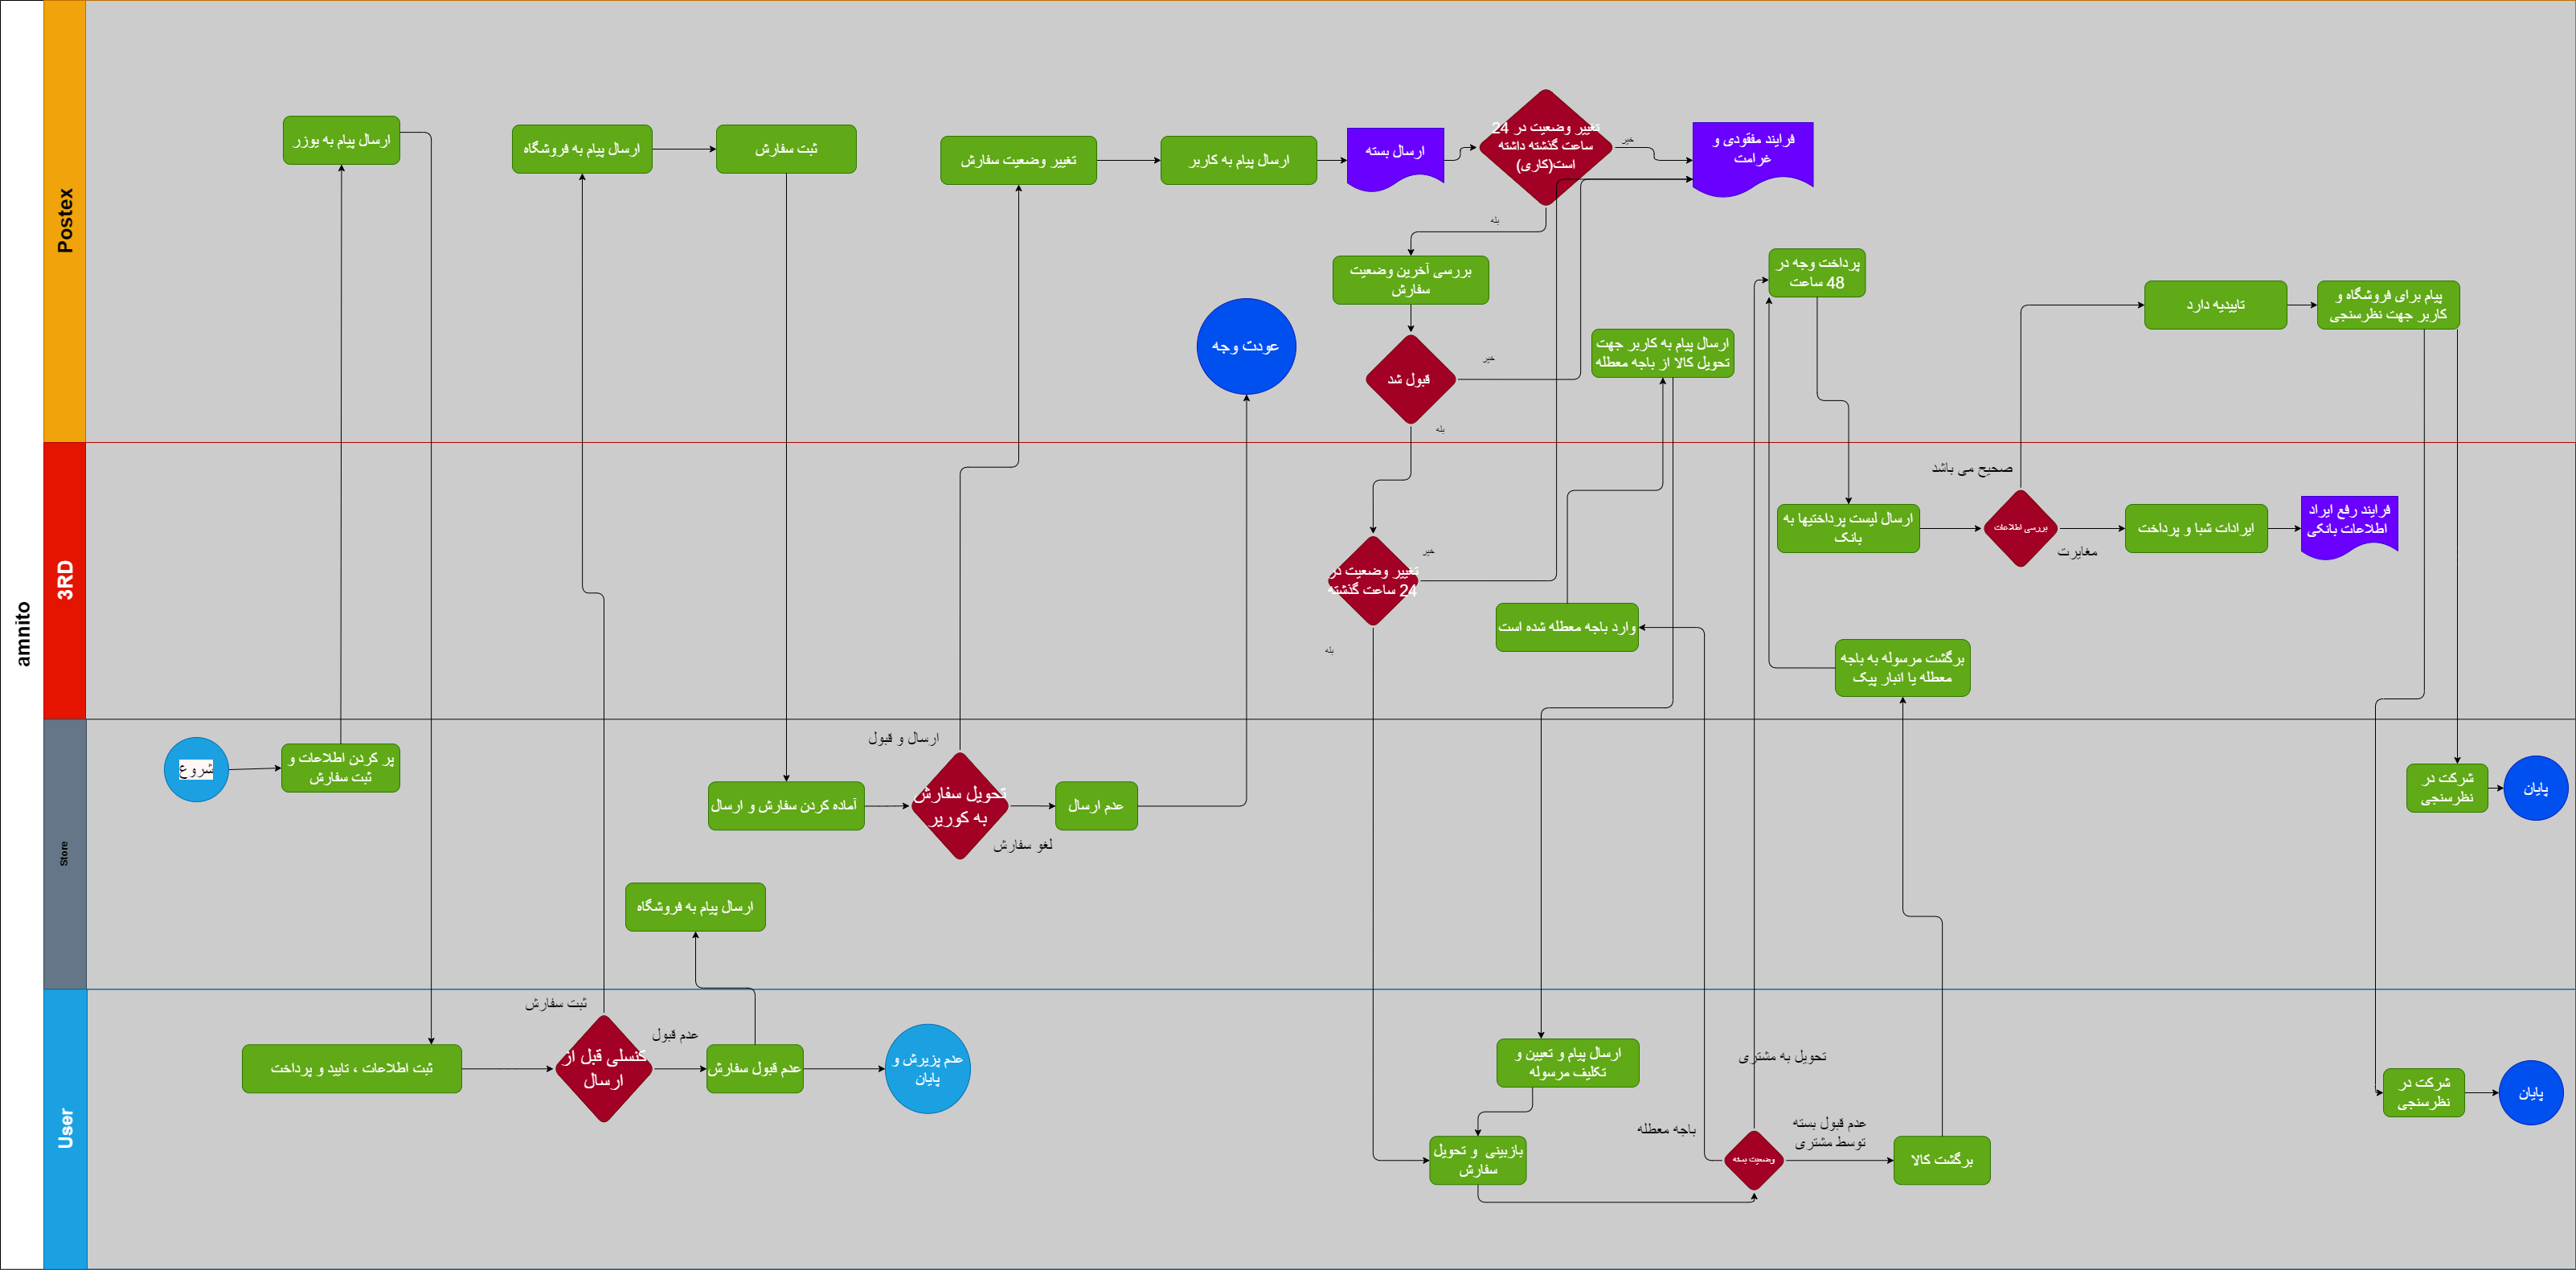 amnito
Postex
3RD
Store
User
ارسال پیام به یوزر
ارسال پیام به فروشگاه
ثبت سفارش
تغییر وضعیت سفارش
ارسال پیام به کاربر
ارسال بسته
تغییر وضعیت در 24
ساعت گذشته داشته
است(کاری)
خیر
فرایند مفقودی و
غرامت
بله
بررسی آخرین وضعیت
سفارش
عودت وجه
قبول شد
خیر
بله
ارسال پیام به کاربر جهت
تحویل کالا از باجه معطله
پرداخت وجه در
48 ساعت
تاییدیه دارد
پیام برای فروشگاه و
کاربر جهت نظرسنجی
صحیح می باشد
ارسال لیست پرداختیها به
بانک
بررسی اطلاعات
مغایرت
ایرادات شبا و پرداخت
فرایند رفع ایراد
اطلاعات بانکی
تغییر وضعیت در
24 ساعت گذشته
خیر
بله
وارد باجه معطله شده است
برگشت مرسوله به باجه
معطله یا انبار پیک
شروع
پر کردن اطلاعات و
ثبت سفارش
ارسال و قبول
آماده کردن سفارش و ارسال
تحویل سفارش
به کوریر
عدم ارسال
لغو سفارش
شرکت در
نظرسنجی
پایان
ارسال پیام به فروشگاه
ثبت سفارش
عدم قبول
ثبت اطلاعات ، تایید و پرداخت
کنسلی قبل از
ارسال
عدم قبول سفارش
عدم پزیرش و
پایان
ارسال پیام و تعیین و
تکلیف مرسوله
تحویل به مشتری
باجه معطله
عدم قبول بسته
توسط مشتری
بازبینی و تحویل
سفارش
وضعیت بسته
برگشت کالا
شرکت در
نظرسنجی
پایان